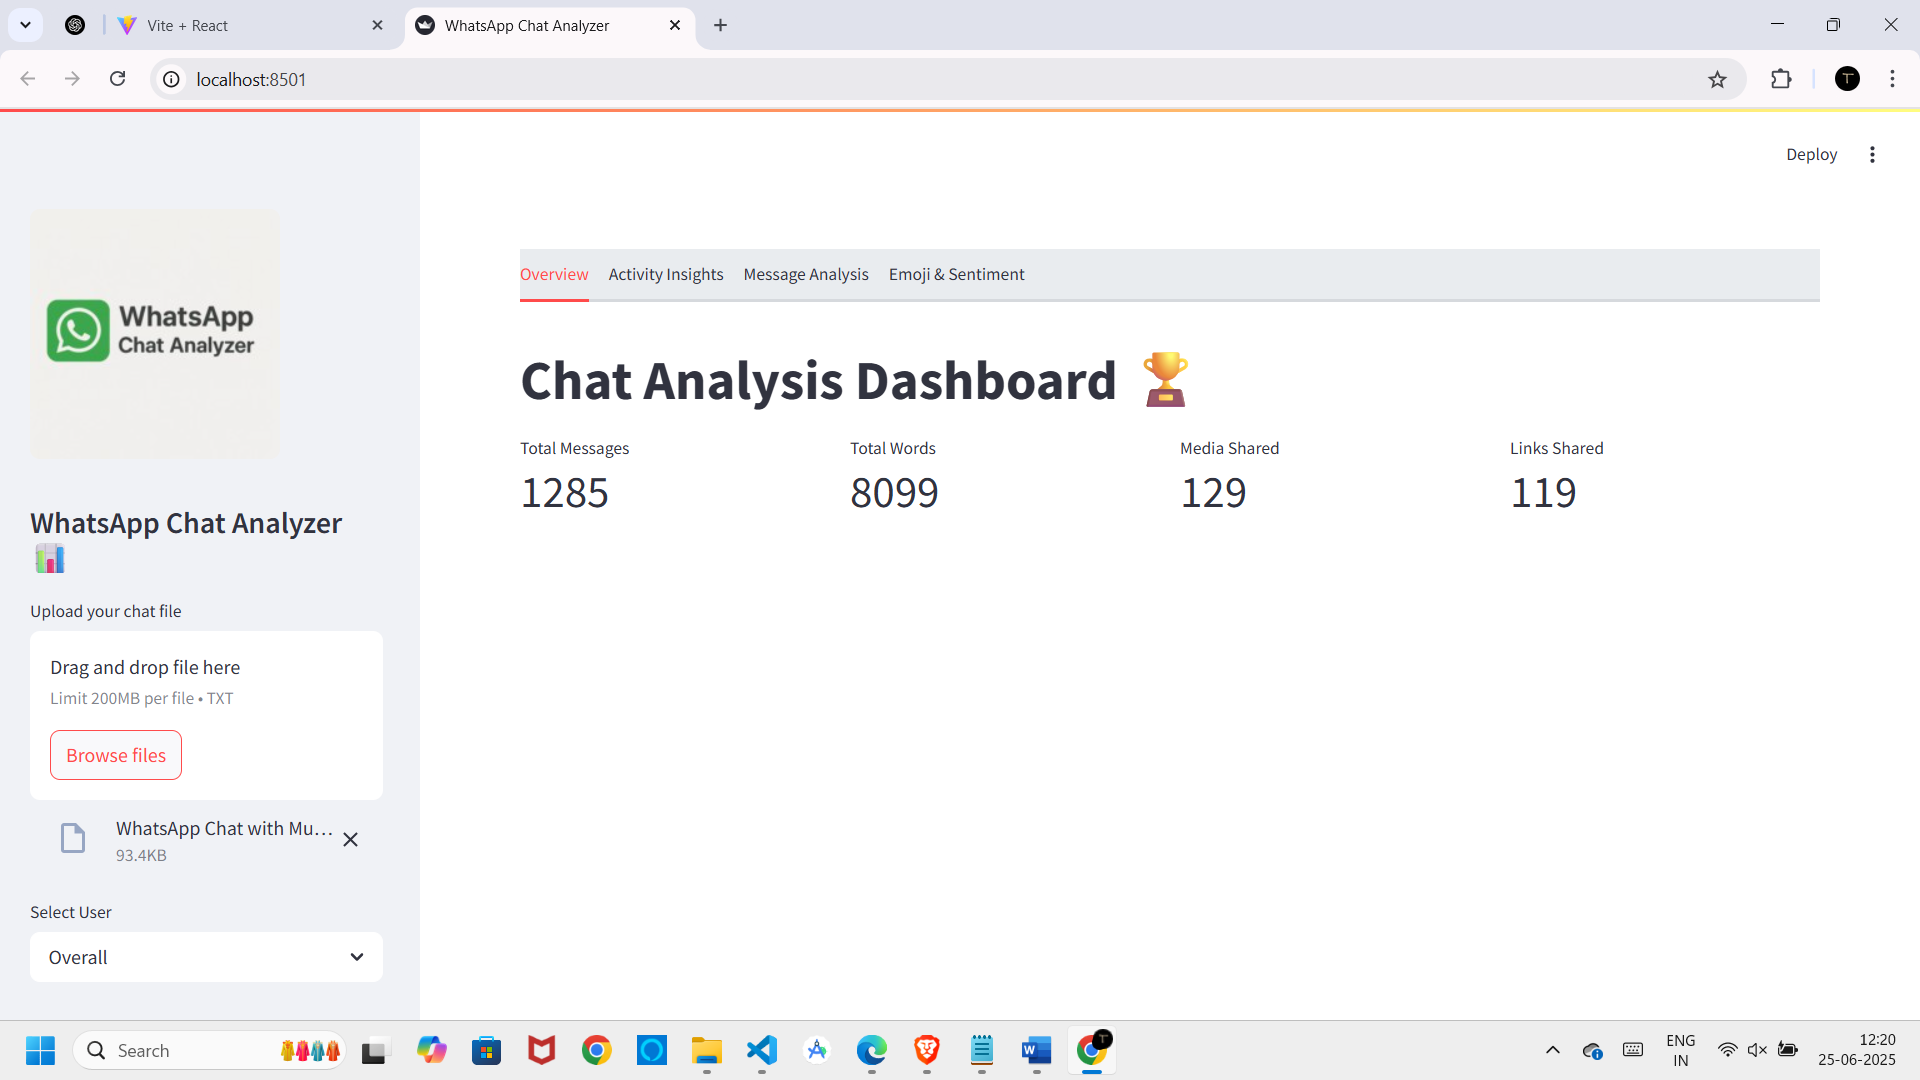 Vite + React
WhatsApp Chat Analyzer
localhost:8501
T
Deploy
WhatsApp
Chat Analyzer
WhatsApp Chat Analyzer
Upload your chat file
Drag and drop file here
Limit 200MB per file • TXT
Browse files
WhatsApp Chat with Mu...
93.4KB
Select User
Overall
Overview Activity Insights Message Analysis Emoji & Sentiment
Chat Analysis Dashboard 🏆
Total Messages Total Words Media Shared Links Shared
1285 8099 129 119
Search
W
T
ENG
IN
12:20
25-06-2025